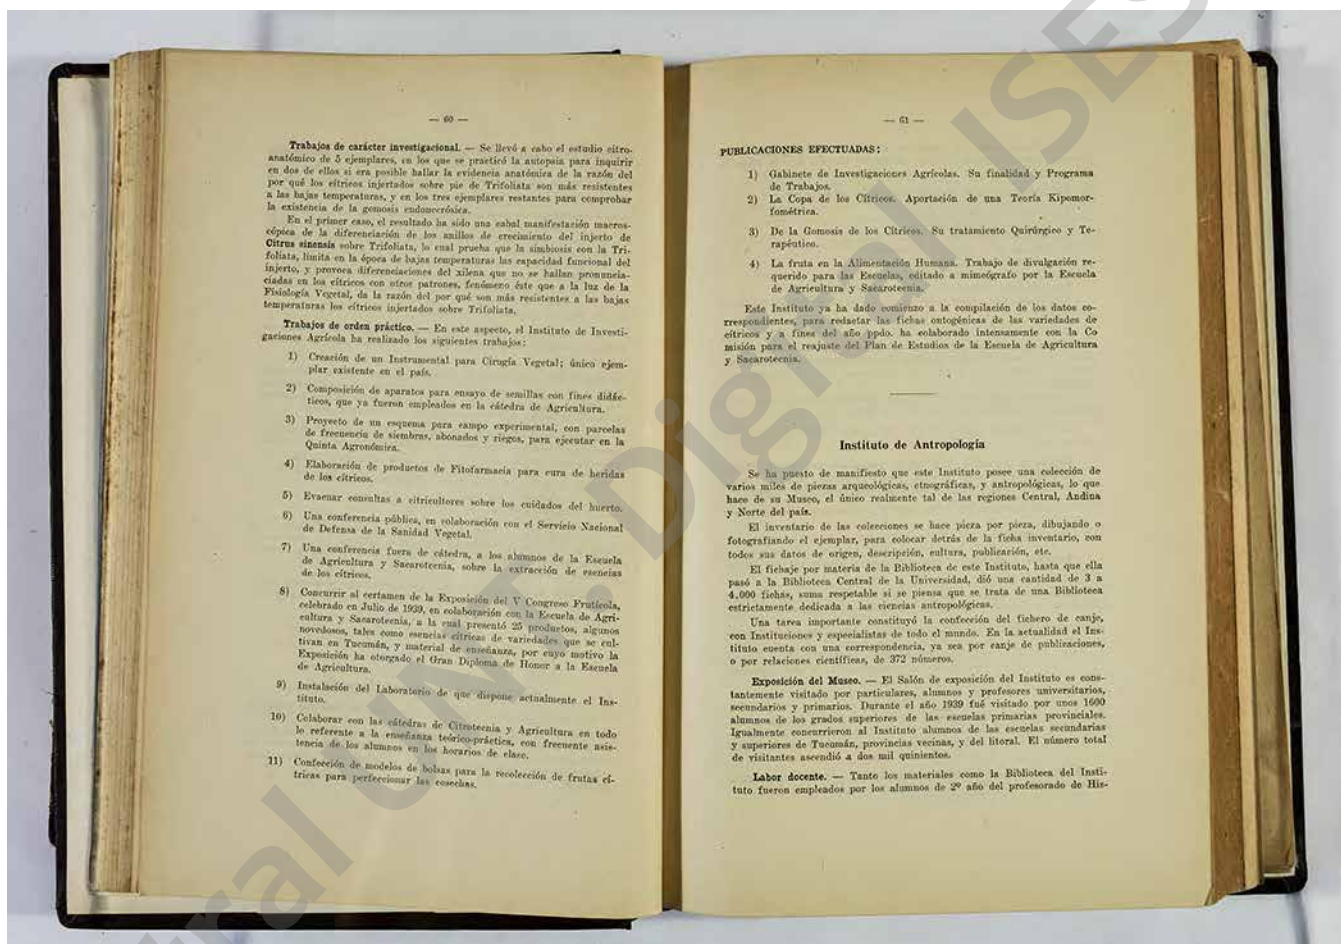 — 60 —
Trabajos de carácter investigacional. — Se llevó a cabo el estudio citro-
anatómico de 5 ejemplares, en los que se practicó la autopsia para inquirir
en dos de ellos si era posible hallar la evidencia anatómica de la razón del
por qué los cítricos injertados sobre pie de Trifoliata son más resistentes
a las bajas temperaturas, y en los tres ejemplares restantes para comprobar
la existencia de la gomosis endonecrósica.
En el primer caso, el resultado ha sido una cabal manifestación macros-
cópica de la diferenciación de los anillos de crecimiento del injerto de
Citrus sinensis sobre Trifoliata, lo cual prueba que la simbiosis con la Tri-
foliata, limita en la época de bajas temperaturas las capacidad funcional del
injerto, y provoca diferenciaciones del xilena que no se hallan pronuncia-
ciadas en los cítricos con otros patrones, fenómeno éste que a la luz de la
Fisiología Vegetal, da la razón del por qué son más resistentes a las bajas
temperaturas los cítricos injertados sobre Trifoliata.
Trabajos de orden práctico. — En este aspecto, el Instituto de Investi-
gaciones Agrícola ha realizado los siguientes trabajos:
1) Creación de un Instrumental para Cirugía Vegetal; único ejem-
plar existente en el país.
2) Composición de aparatos para ensayo de semillas con fines didác-
ticos, que ya fueron empleados en la cátedra de Agricultura.
3) Proyecto de un esquema para campo experimental, con parcelas
de frecuencia de siembras, abonados y riegos, para ejecutar en la
Quinta Agronómica.
4) Elaboración de productos de Fitofarmacia para cura de heridas
de los cítricos.
5) Evacuar consultas a citricultores sobre los cuidados del huerto.
6) Una conferencia pública, en colaboración con el Servicio Nacional
de Defensa de la Sanidad Vegetal.
7) Una conferencia fuera de cátedra, a los alumnos de la Escuela
de Agricultura y Sacarotecnia, sobre la extracción de esencias
de los cítricos.
8) Concurrir al certamen de la Exposición del V Congreso Frutícola,
celebrado en Julio de 1939, en colaboración con la Escuela de Agri-
cultura y Sacarotecnia, a la cual presentó 25 productos, algunos
novedosos, tales como esencias cítricas de variedades que se cul-
tivan en Tucumán, y material de enseñanza, por cuyo motivo la
Exposición ha otorgado el Gran Diploma de Honor a la Escuela
de Agricultura.
9) Instalación del Laboratorio de que dispone actualmente el Ins-
tituto.
10) Colaborar con las cátedras de Citrotecnia y Agricultura en todo
lo referente a la enseñanza teórico-práctica, con frecuente asis-
tencia de los alumnos en los horarios de clase.
11) Confección de modelos de bolsas para la recolección de frutas cí-
tricas para perfeccionar las cosechas.
— 61 —
PUBLICACIONES EFECTUADAS:
1) Gabinete de Investigaciones Agrícolas. Su finalidad y Programa
de Trabajos.
2) La Copa de los Cítricos. Aportación de una Teoría Kipomor-
fométrica.
3) De la Gomosis de los Cítricos. Su tratamiento Quirúrgico y Te-
rapéutico.
4) La fruta en la Alimentación Humana. Trabajo de divulgación re-
querido para las Escuelas, editado a mimeógrafo por la Escuela
de Agricultura y Sacarotecnia.
Este Instituto ya ha dado comienzo a la compilación de los datos co-
rrespondientes, para redactar las fichas ontogénicas de las variedades de
cítricos y a fines del año ppdo. ha colaborado intensamente con la Co
misión para el reajuste del Plan de Estudios de la Escuela de Agricultura
y Sacarotecnia.
Instituto de Antropología
Se ha puesto de manifiesto que este Instituto posee una colección de
varios miles de piezas arqueológicas, etnográficas, y antropológicas, lo que
hace de su Museo, el único realmente tal de las regiones Central, Andina
y Norte del país.
El inventario de las colecciones se hace pieza por pieza, dibujando o
fotografiando el ejemplar, para colocar detrás de la ficha inventario, con
todos sus datos de origen, descripción, cultura, publicación, etc.
El fichaje por materia de la Biblioteca de este Instituto, hasta que ella
pasó a la Biblioteca Central de la Universidad, dió una cantidad de 3 a
4.000 fichas, suma respetable si se piensa que se trata de una Biblioteca
estrictamente dedicada a las ciencias antropológicas.
Una tarea importante constituyó la confección del fichero de canje,
con Instituciones y especialistas de todo el mundo. En la actualidad el Ins-
tituto cuenta con una correspondencia, ya sea por canje de publicaciones,
o por relaciones científicas, de 372 números.
Exposición del Museo. — El Salón de exposición del Instituto es cons-
tantemente visitado por particulares, alumnos y profesores universitarios,
secundarios y primarios. Durante el año 1939 fué visitado por unos 1600
alumnos de los grados superiores de las escuelas primarias provinciales.
Igualmente concurrieron al Instituto alumnos de las escuelas secundarias
y superiores de Tucumán, provincias vecinas, y del litoral. El número total
de visitantes ascendió a dos mil quinientos.
Labor docente. — Tanto los materiales como la Biblioteca del Insti-
tuto fueron empleados por los alumnos de 2º año del profesorado de His-
tral UNT . Digital ISES